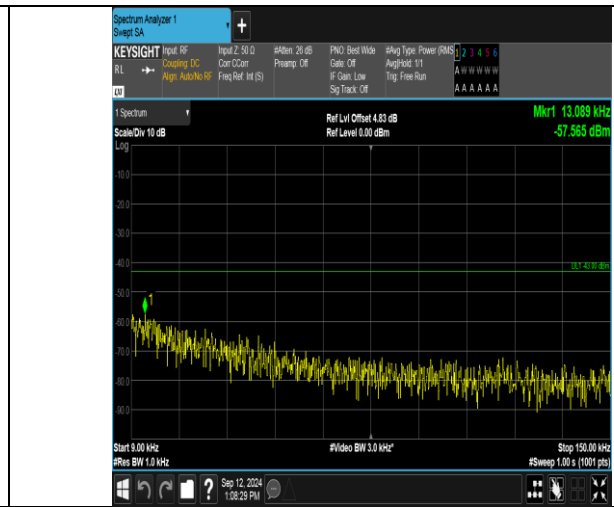 Spectrum Analyzer 1
Swept SA
+
KEYSIGHT Input: RF Input Z: 50 Ω #Atten: 26 dB PNO: Best Wide #Avg Type: Power (RMS 1 2 3 4 5 6
RL Coupling: DC Corr CCorr Preamp: Off Gate: Off Avg|Hold: 1/1 A W W W W W
Align: Auto/No RF Freq Ref: Int (S) IF Gain: Low Trig: Free Run
Sig Track: Off A A A A A A
LXI
1 Spectrum Ref Lvl Offset 4.83 dB Mkr1 13.089 kHz
Scale/Div 10 dB Ref Level 0.00 dBm -57.565 dBm
Log
-10.0
-20.0
-30.0
-40.0
DL1 -43.00 dBm
-50.0
1
-60.0
-70.0
-80.0
-90.0
Start 9.00 kHz #Video BW 3.0 kHz* Stop 150.00 kHz
#Res BW 1.0 kHz #Sweep 1.00 s (1001 pts)
? Sep 12, 2024
1:08:29 PM